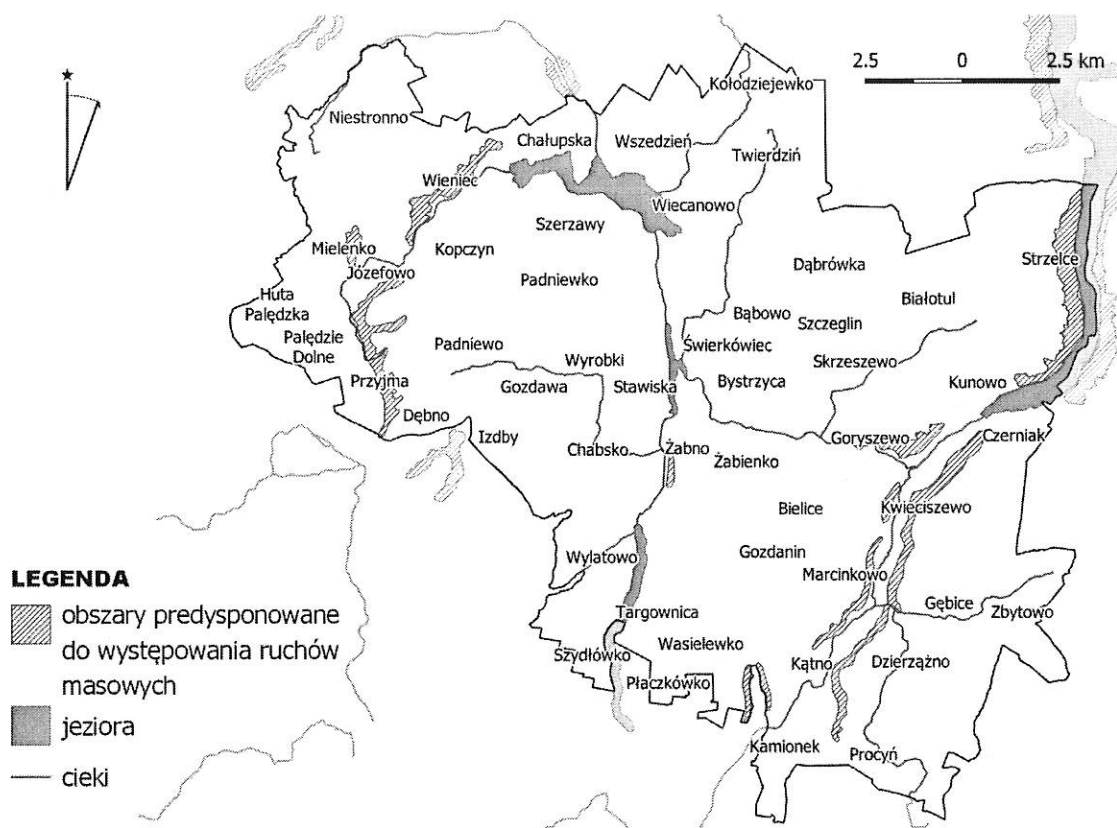 2.5 0 2.5 km
Kołodziejewko
Niestronno
Chałupska
Wszedzień
Twierdziń
Wieniec
Wiecanowo
Szerzawy
Mielenko
Kopczyn
Strzelce
Józefowo
Dąbrówka
Padniewko
Huta
Palędzka
Białotul
Bąbowo
Szczeglin
Palędzie
Dolne
Padniewo
Wyrobki
Świerkówiec
Skrzeszewo
Przyjma
Gozdawa
Stawiska
Bystrzyca
Kunowo
Dębno
Izdby
Goryszewo
Czerniak
Chabsko
Żabno
Żabienko
Bielice
Kwieciszewo
Wylatowo
Gozdanin
Marcinkowo
LEGENDA
obszary predysponowane
do występowania ruchów
masowych
jeziora
cieki
Gębice
Zbytowo
Targownica
Wasielewko
Szydłówko
Kątno
Dzierzążno
Płaczkówko
Kamionek
Procyń